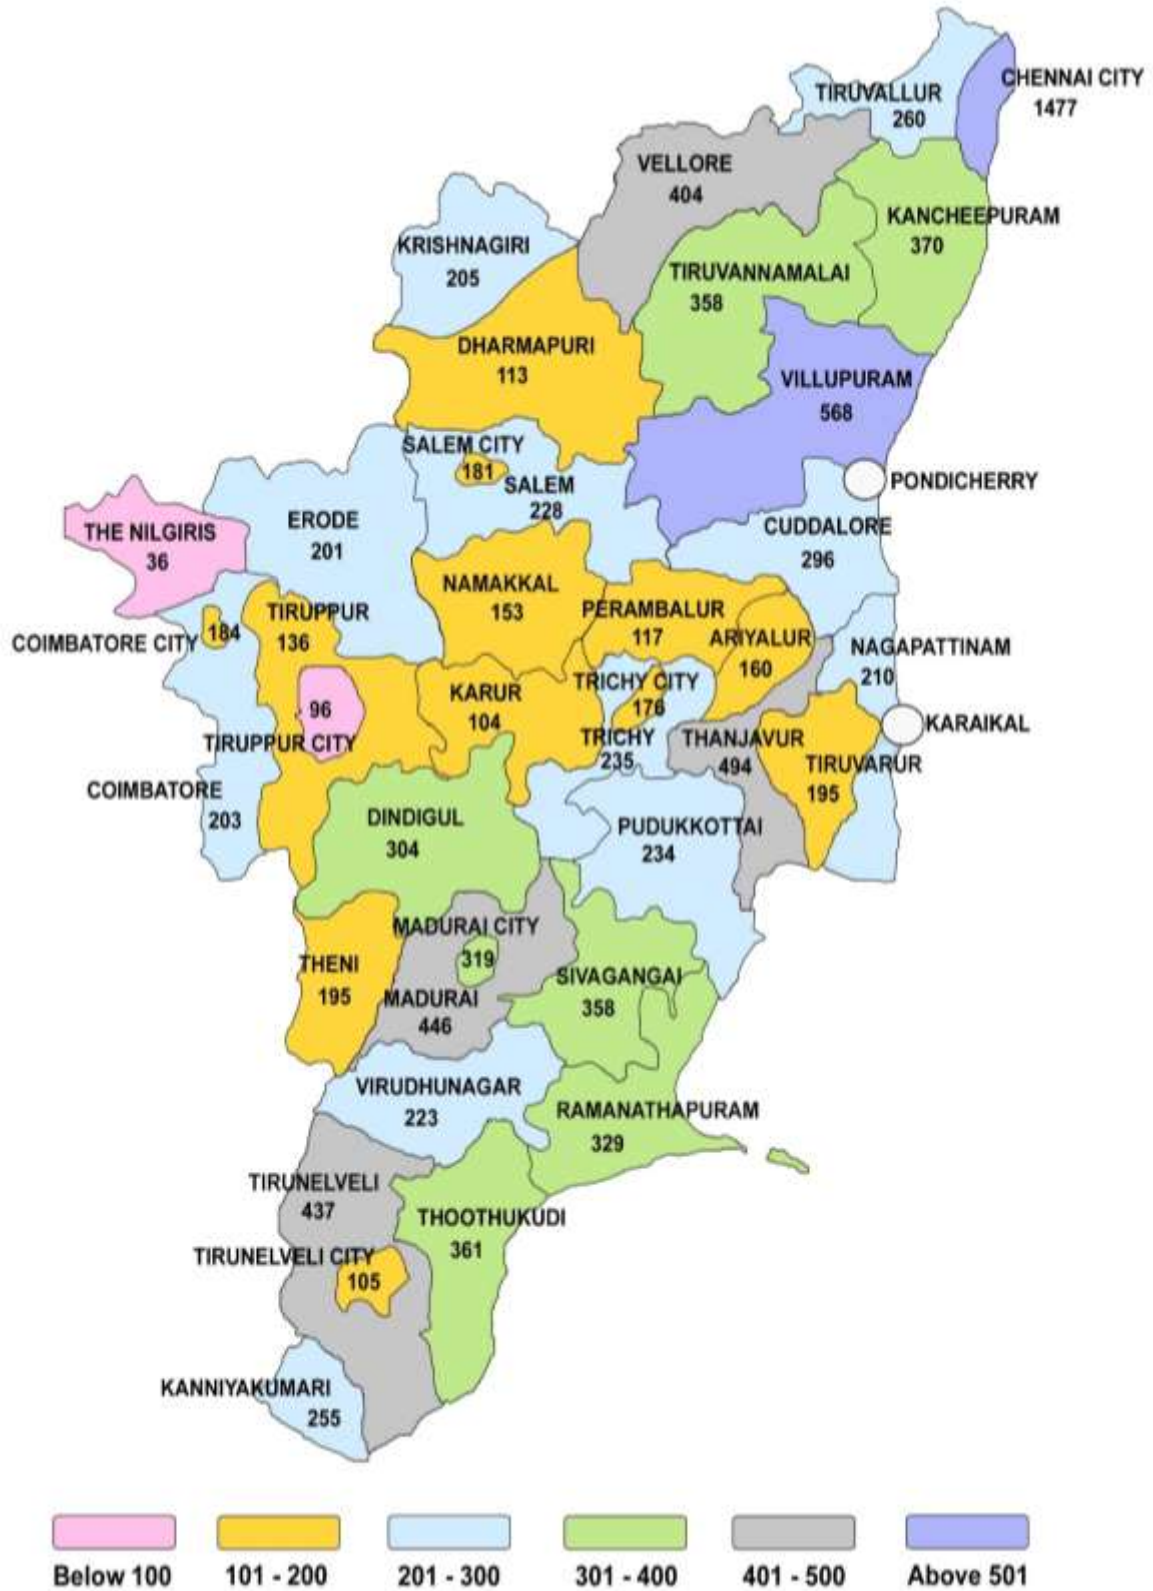 CHENNAI CITY
1477
TIRUVALLUR
260
VELLORE
404
KANCHEEPURAM
370
KRISHNAGIRI
205
TIRUVANNAMALAI
358
DHARMAPURI
113
VILLUPURAM
568
SALEM CITY
181
SALEM
228
PONDICHERRY
THE NILGIRIS
36
ERODE
201
CUDDALORE
296
NAMAKKAL
153
PERAMBALUR
117
ARIYALUR
160
TIRUPPUR
136
COIMBATORE CITY
184
NAGAPATTINAM
210
KARUR
104
TRICHY CITY
176
TRICHY
235
96
TIRUPPUR CITY
THANJAVUR
494
KARAIKAL
TIRUVARUR
195
COIMBATORE
203
DINDIGUL
304
PUDUKKOTTAI
234
MADURAI CITY
319
THENI
195
MADURAI
446
SIVAGANGAI
358
VIRUDHUNAGAR
223
RAMANATHAPURAM
329
TIRUNELVELI
437
THOOTHUKUDI
361
TIRUNELVELI CITY
105
KANNIYAKUMARI
255
Below 100
101 - 200
201 - 300
301 - 400
401 - 500
Above 501